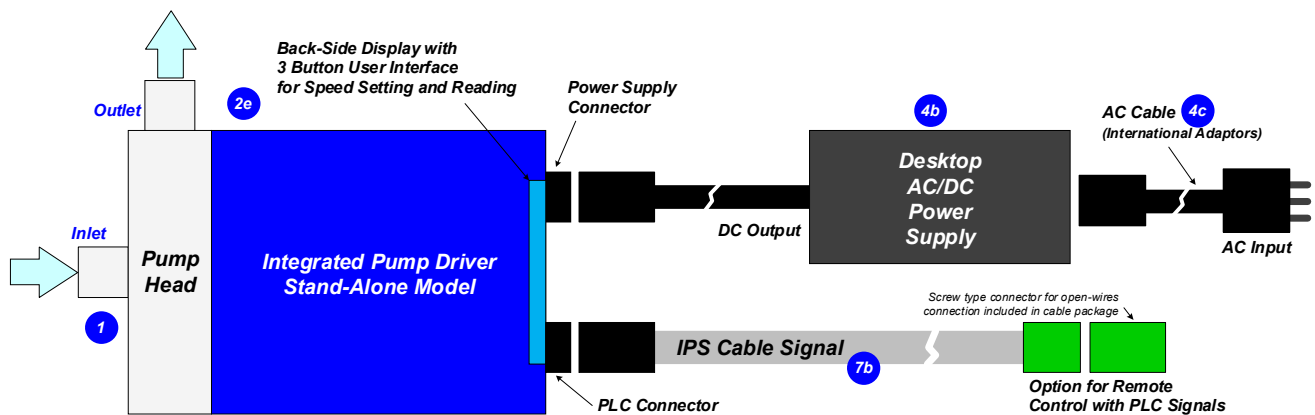 Outlet
2e
Back-Side Display with
3 Button User Interface
for Speed Setting and Reading
Power Supply
Connector
4b
AC Cable
4c
(International Adaptors)
Desktop
AC/DC
Power
Supply
DC Output
AC Input
Inlet
Pump
Head
1
Integrated Pump Driver
Stand-Alone Model
Screw type connector for open-wires
connection included in cable package
IPS Cable Signal
7b
PLC Connector
Option for Remote
Control with PLC Signals